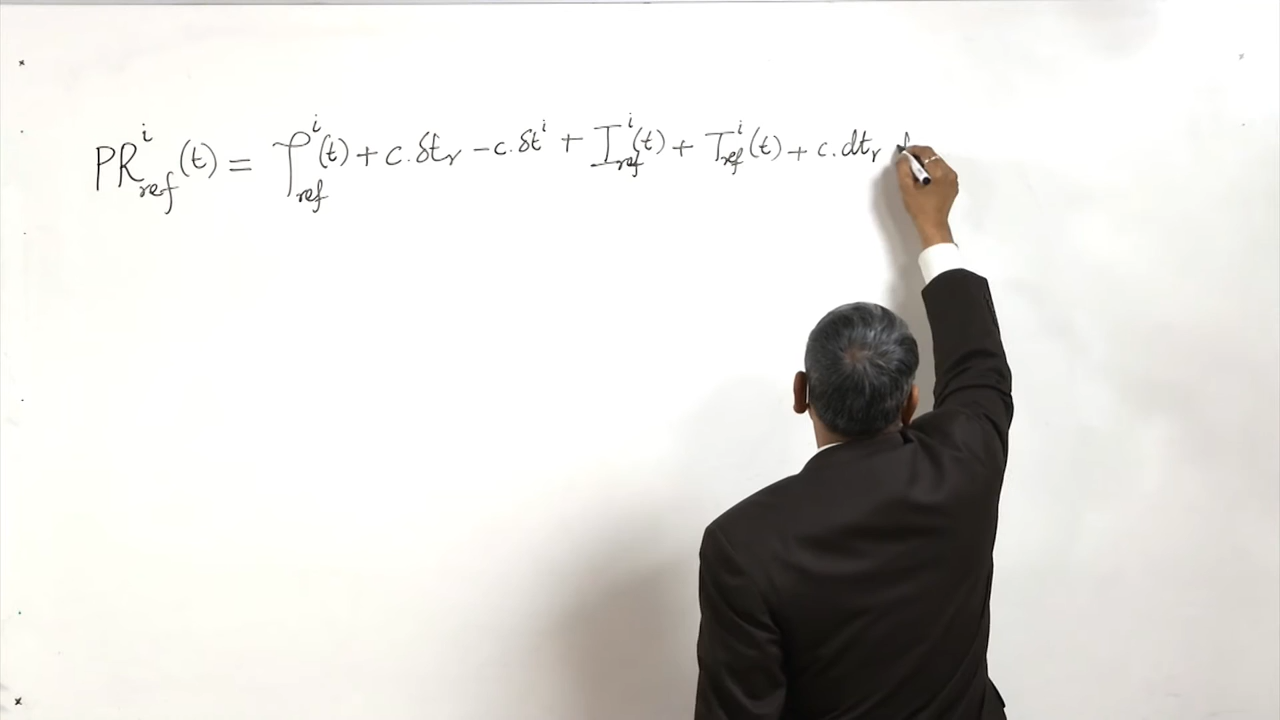 PR^i_ref (t) = ρ^i_ref (t) + c.δt_r - c.δt^i + I^i_ref (t) + T^i_ref (t) + c.dt_r